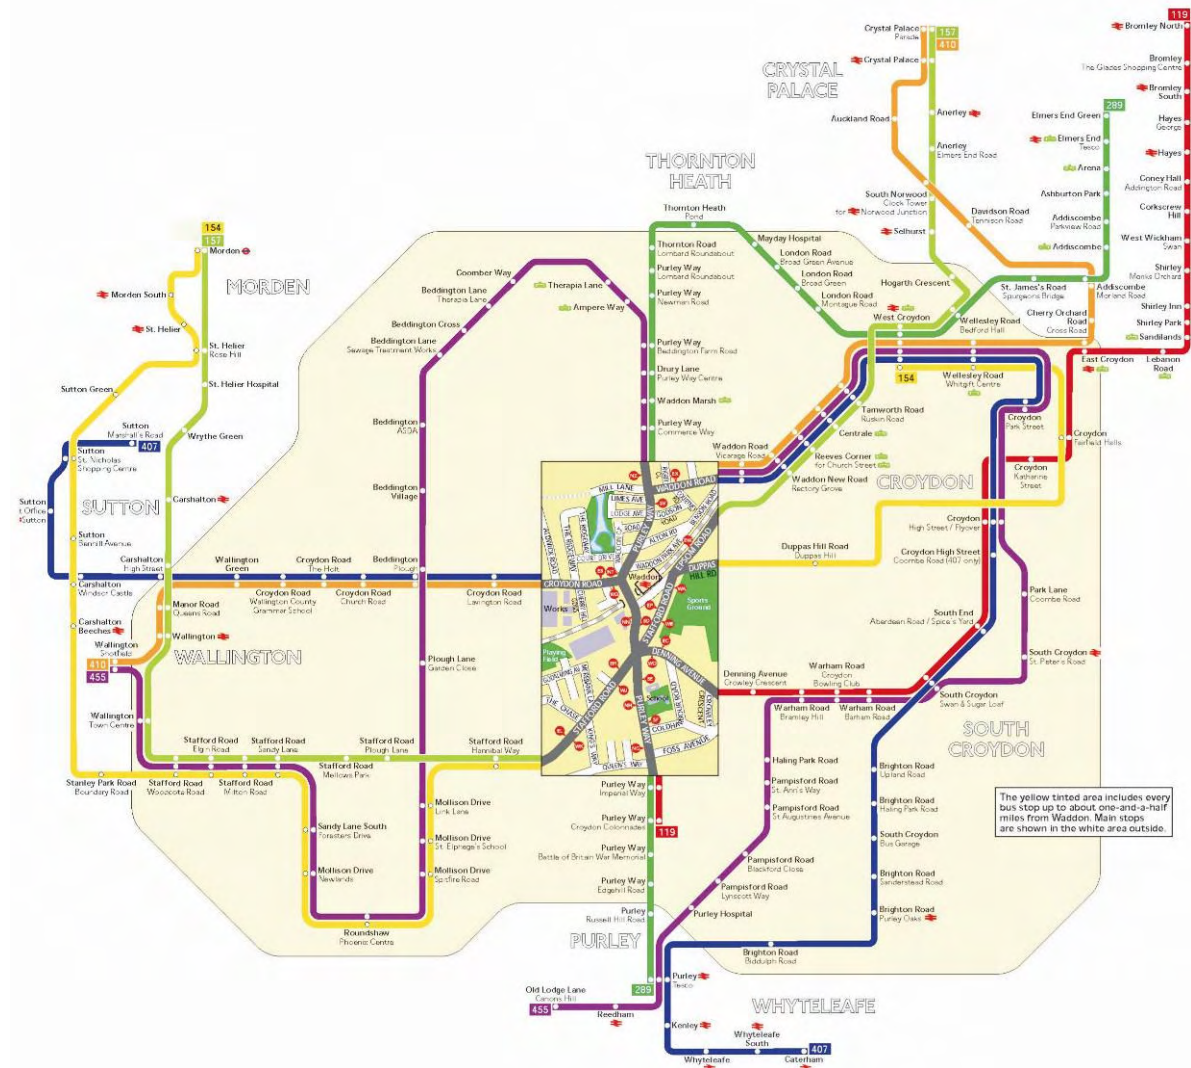 119
Bromley North
Bromley
The Glades Shopping Centre
Bromley
South
Hayes
George
Hayes
Coney Hall
Addington Road
Corkscrew
Hill
West Wickham
Swan
Shirley
Monks Orchard
Shirley Inn
Shirley Park
Sandilands
Lebanon
Road
East Croydon
Crystal Palace
Parade
157
410
Crystal Palace
CRYSTAL
PALACE
Auckland Road
Anerley
Anerley
Elmers End Road
South Norwood
Clock Tower
for Norwood Junction
Selhurst
Davidson Road
Tennison Road
Hogarth Crescent
289
Elmers End Green
Elmers End
Tesco
Arena
Ashburton Park
Addiscombe
Parkview Road
Addiscombe
St. James's Road
Spurgeons Bridge
Addiscombe
Morland Road
Cherry Orchard
Road
Cross Road
THORNTON
HEATH
Thornton Heath
Pond
Thornton Road
Lombard Roundabout
Purley Way
Lombard Roundabout
Purley Way
Newman Road
Purley Way
Beddington Farm Road
Drury Lane
Purley Way Centre
Waddon Marsh
Purley Way
Commerce Way
Mayday Hospital
London Road
Broad Green Avenue
London Road
Broad Green
London Road
Montague Road
West Croydon
Wellesley Road
Bedford Hall
154
Wellesley Road
Whitgift Centre
Tamworth Road
Ruskin Road
Centrale
Reeves Corner
for Church Street
Waddon Road
Vicarage Road
Waddon New Road
Rectory Grove
CROYDON
Croydon
Park Street
Croydon
Fairfield Halls
Croydon
Katharine
Street
Croydon
High Street / Flyover
Croydon High Street
Coombe Road (407 only)
Duppas Hill Road
Duppas Hill
South End
Aberdeen Road / Spice's Yard
Park Lane
Coombe Road
South Croydon
St. Peter's Road
South Croydon
Swan & Sugar Loaf
SOUTH
CROYDON
154
157
Morden
MORDEN
Morden South
St. Helier
St. Helier
Rose Hill
St. Helier Hospital
Sutton Green
Sutton
Marshall's Road
407
Wrythe Green
Sutton
St. Nicholas
Shopping Centre
SUTTON
Sutton
t Office
Sutton
Sutton
Benhill Avenue
Carshalton
Carshalton
High Street
Carshalton
Windsor Castle
Carshalton
Beeches
Wallington
Green
Croydon Road
The Holt
Croydon Road
Wallington County
Grammar School
Croydon Road
Church Road
Beddington
Plough
Croydon Road
Lavington Road
Manor Road
Queens Road
Wallington
WALLINGTON
Wallington
Shotfield
410
455
Wallington
Town Centre
Coomber Way
Therapia Lane
Ampere Way
Beddington Lane
Therapia Lane
Beddington Cross
Beddington Lane
Sewage Treatment Works
Beddington
ASDA
Beddington
Village
Plough Lane
Garden Close
Stafford Road
Elgin Road
Stafford Road
Sandy Lane
Stafford Road
Plough Lane
Stafford Road
Hannibal Way
Stanley Park Road
Boundary Road
Stafford Road
Woodcote Road
Stafford Road
Milton Road
Stafford Road
Mellows Park
Sandy Lane South
Foresters Drive
Mollison Drive
Newlands
Mollison Drive
Link Lane
Mollison Drive
St. Elphege's School
Mollison Drive
Spitfire Road
Roundshaw
Phoenix Centre
MILL LANE
WADDON ROAD
LIMES AVE
LODGE AVE
ALTON RD
PURLEY WAY
EPSOM ROAD
DUPPAS
HILL RD
THE RIDGEWAY
CROYDON ROAD
Waddon
Works
Sports
Ground
STAFFORD ROAD
Playing
Field
DENNING AVENUE
THE CHASE
STAFFORD ROAD
School
PURLEY WAY
CROWLEY
CRESCENT
COLDHA
FOSS AVENUE
Denning Avenue
Crowley Crescent
Warham Road
Croydon
Bowling Club
Warham Road
Bramley Hill
Warham Road
Barham Road
Haling Park Road
Pampisford Road
St. Ann's Way
Pampisford Road
St Augustines Avenue
Pampisford Road
Blackford Close
Pampisford Road
Lynscott Way
Purley Hospital
Brighton Road
Upland Road
Brighton Road
Haling Park Road
South Croydon
Bus Garage
Brighton Road
Sanderstead Road
Brighton Road
Purley Oaks
Brighton Road
Biddulph Road
Purley Way
Imperial Way
Purley Way
Croydon Colonnades
119
Purley Way
Battle of Britain War Memorial
Purley Way
Edgehill Road
Purley
Russell Hill Road
PURLEY
289
Purley
Tesco
Old Lodge Lane
Canons Hill
455
Reedham
WHYTELEAFE
Kenley
Whyteleafe
South
Whyteleafe
Caterham
407
The yellow tinted area includes every
bus stop up to about one-and-a-half
miles from Waddon. Main stops
are shown in the white area outside.